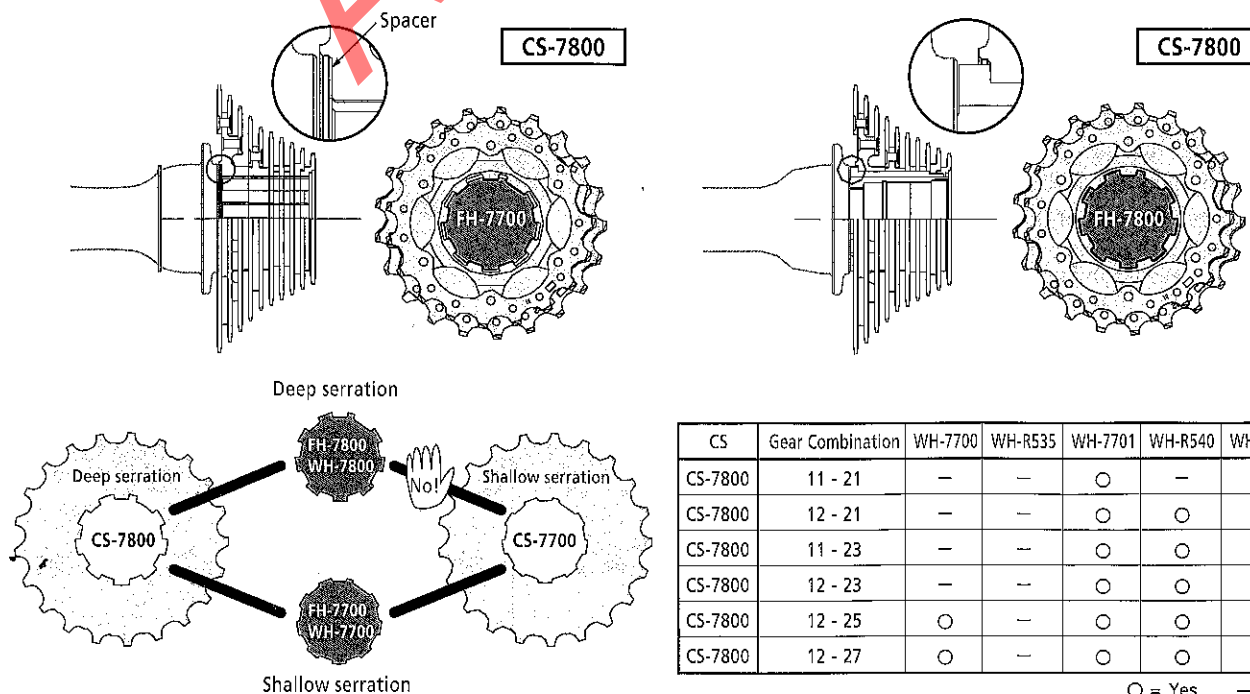 Spacer
CS-7800
CS-7800
FH-7700
FH-7800
Deep serration
FH-7800
WH-7800
No!
Deep serration
Shallow serration
CS-7800
CS-7700
FH-7700
WH-7700
Shallow serration
CS Gear Combination WH-7700 WH-R535 WH-7701 WH-R540
CS-7800 11 - 21 – – ○ –
CS-7800 12 - 21 – – ○ ○
CS-7800 11 - 23 – – ○ ○
CS-7800 12 - 23 – – ○ ○
CS-7800 12 - 25 ○ – ○ ○
CS-7800 12 - 27 ○ – ○ ○
○ = Yes –